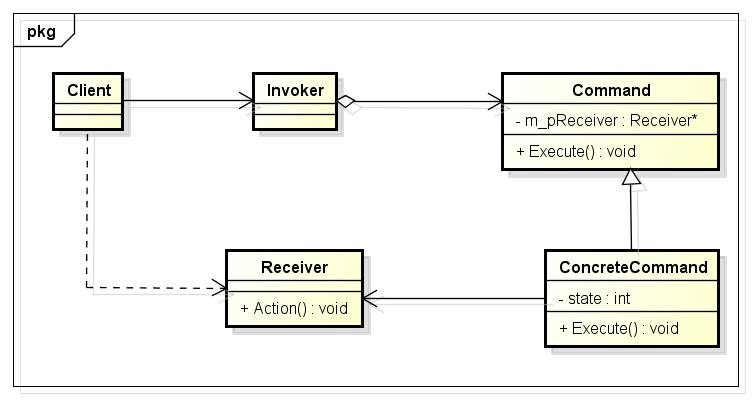 pkg
Client
Invoker
Command
- m_pReceiver : Receiver*
+ Execute() : void
Receiver
+ Action() : void
ConcreteCommand
- state : int
+ Execute() : void